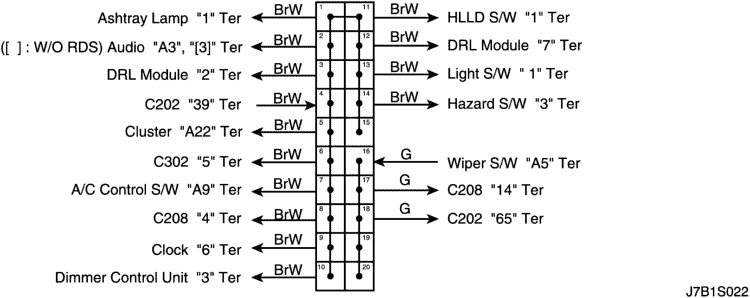 Ashtray Lamp "1" Ter BrW 1 11 BrW HLLD S/W "1" Ter
([ ] : W/O RDS) Audio "A3", "[3]" Ter BrW 2 12 BrW DRL Module "7" Ter
DRL Module "2" Ter BrW 3 13 BrW Light S/W " 1" Ter
C202 "39" Ter BrW 4 14 BrW Hazard S/W "3" Ter
Cluster "A22" Ter BrW 5 15
C302 "5" Ter BrW 6 16 G Wiper S/W "A5" Ter
A/C Control S/W "A9" Ter BrW 7 17 G C208 "14" Ter
C208 "4" Ter BrW 8 18 G C202 "65" Ter
Clock "6" Ter BrW 9 19
Dimmer Control Unit "3" Ter BrW 10 20
J7B1S022